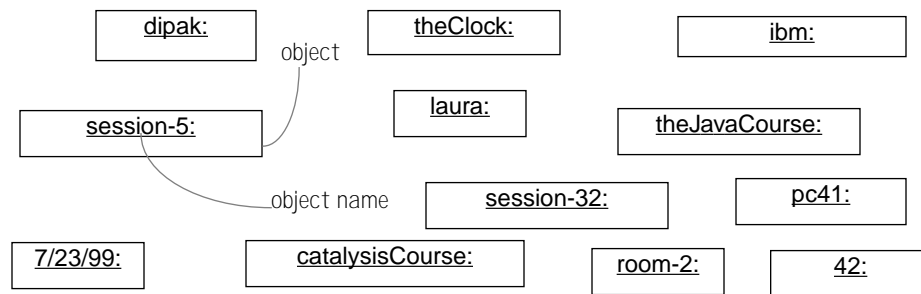 dipak:
theClock:
ibm:
object
laura:
session-5:
theJavaCourse:
object name
session-32:
pc41:
7/23/99:
catalysisCourse:
room-2:
42: